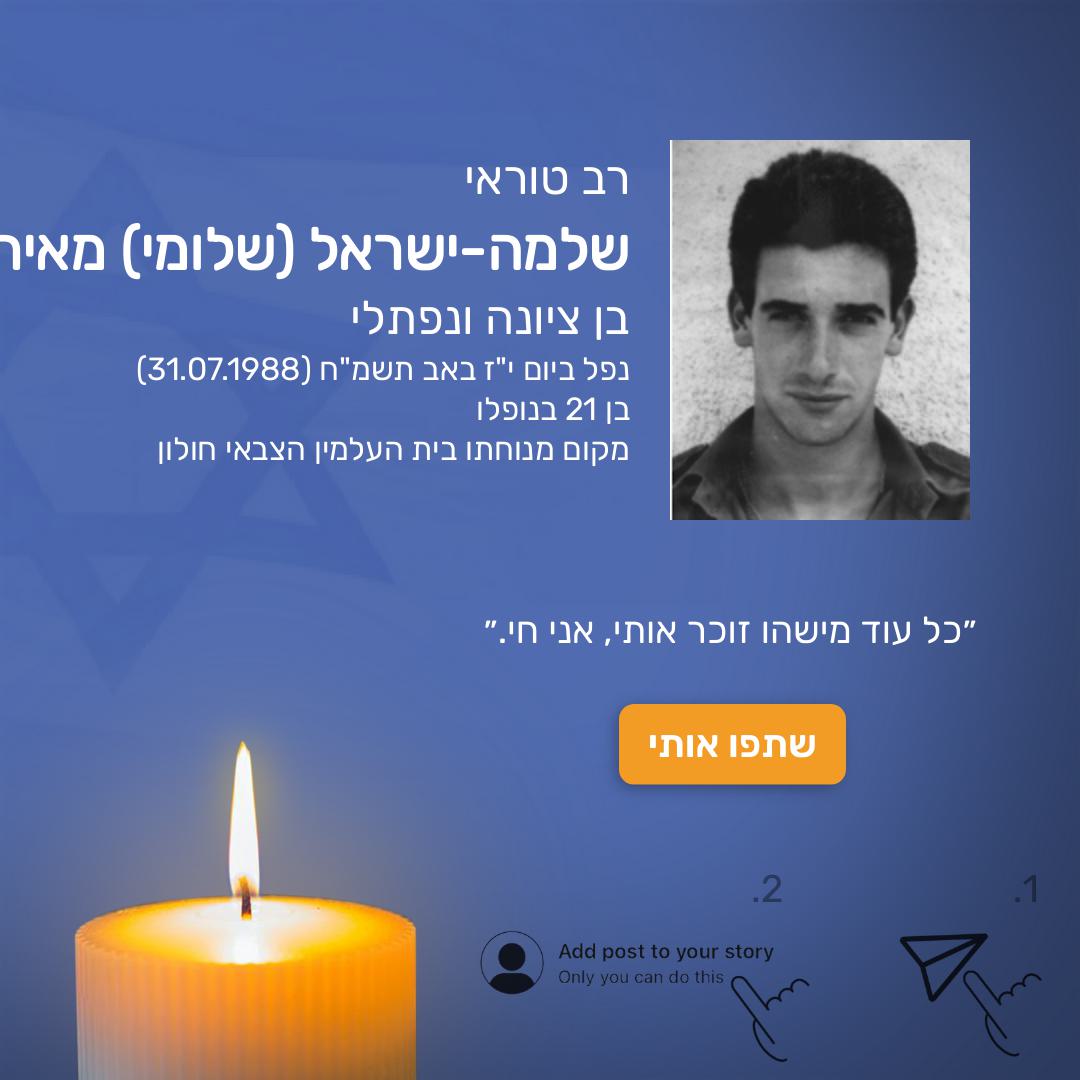 רב טוראי
שלמה-ישראל (שלומי) מאיר
בן ציונה ונפתלי
נפל ביום י"ז באב תשמ"ח (31.07.1988)
בן 21 בנופלו
מקום מנוחתו בית העלמין הצבאי חולון
״כל עוד מישהו זוכר אותי, אני חי.״
שתפו אותי
.1
.2
Add post to your story
Only you can do this